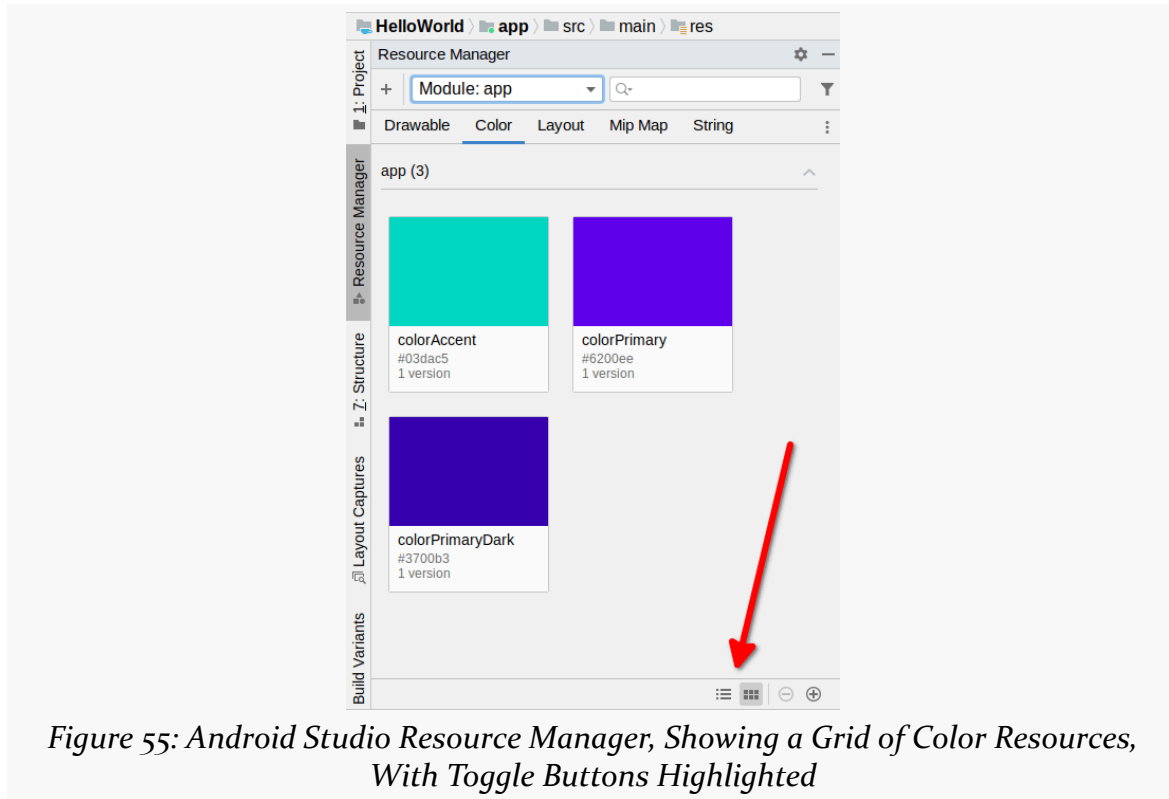 HelloWorld app src main res
Resource Manager
Module: app
Drawable Color Layout Mip Map String
app (3)
colorAccent
#03dac5
1 version
colorPrimary
#6200ee
1 version
colorPrimaryDark
#3700b3
1 version
1: Project
Resource Manager
7: Structure
Layout Captures
Build Variants
Figure 55: Android Studio Resource Manager, Showing a Grid of Color Resources,
With Toggle Buttons Highlighted